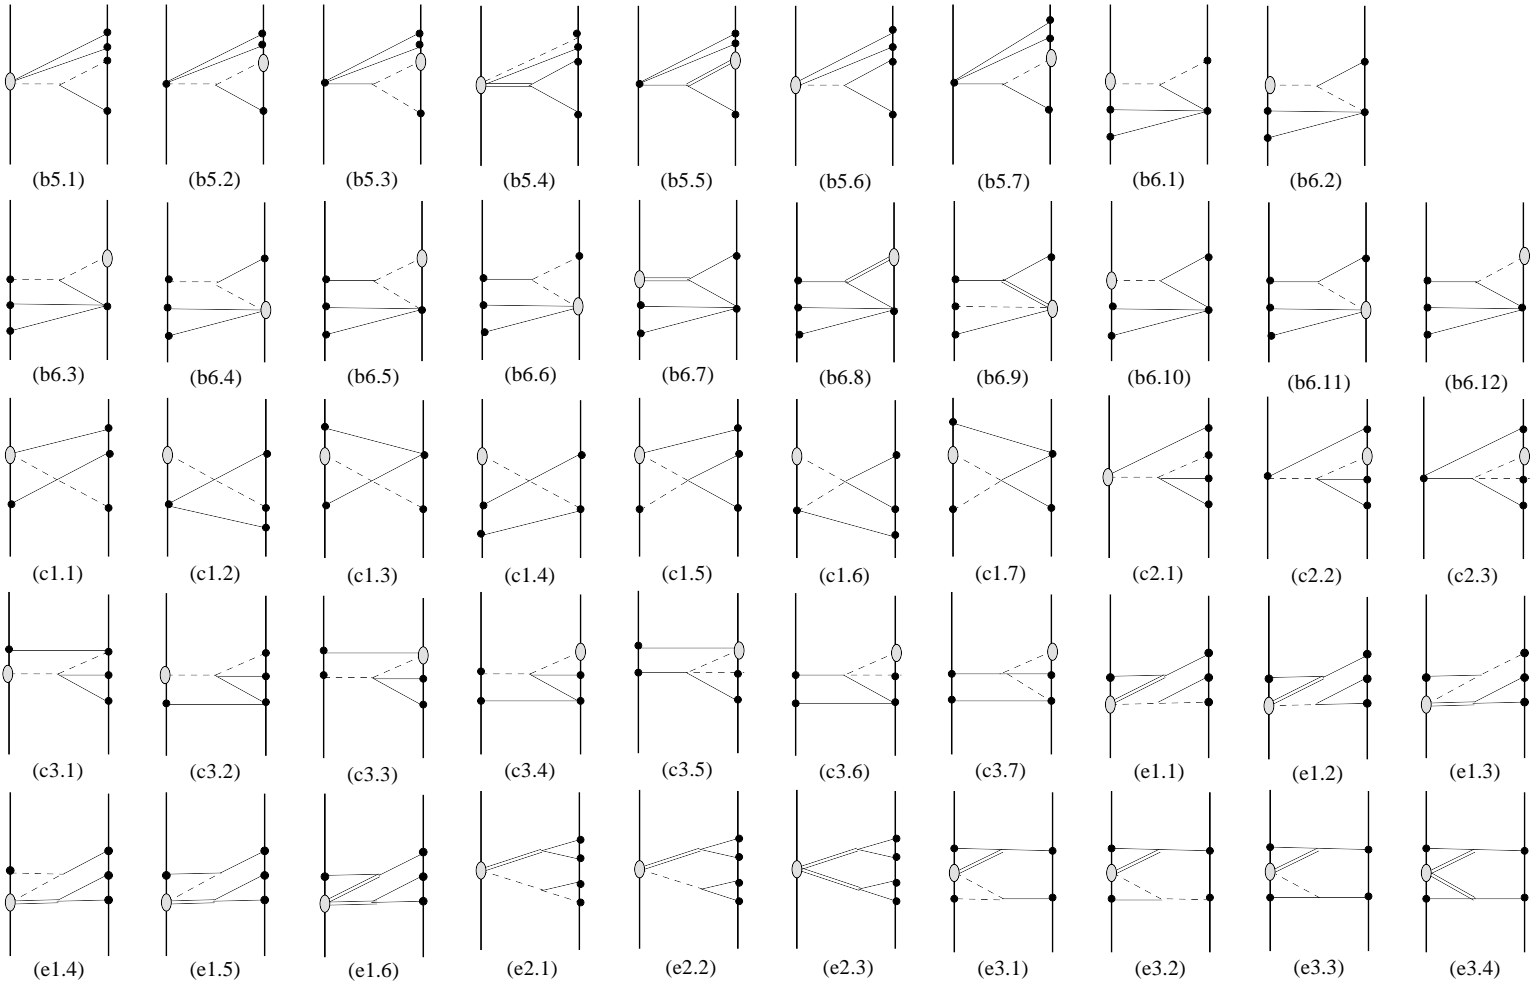 (b5.1) (b5.2) (b5.3) (b5.4) (b5.5) (b5.6) (b5.7) (b6.1) (b6.2)
(b6.3) (b6.4) (b6.5) (b6.6) (b6.7) (b6.8) (b6.9) (b6.10) (b6.11) (b6.12)
(c1.1) (c1.2) (c1.3) (c1.4) (c1.5) (c1.6) (c1.7) (c2.1) (c2.2) (c2.3)
(c3.1) (c3.2) (c3.3) (c3.4) (c3.5) (c3.6) (c3.7) (e1.1) (e1.2) (e1.3)
(e1.4) (e1.5) (e1.6) (e2.1) (e2.2) (e2.3) (e3.1) (e3.2) (e3.3) (e3.4)